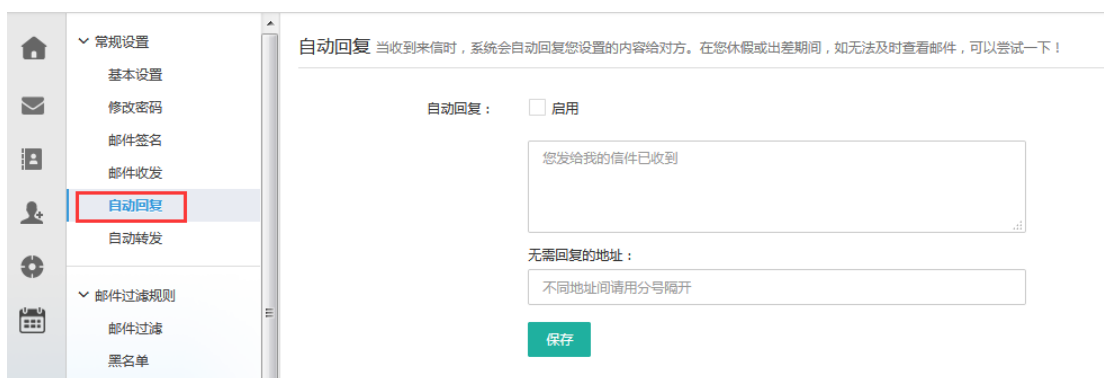 常规设置
基本设置
修改密码
邮件签名
邮件收发
自动回复
自动转发
邮件过滤规则
邮件过滤
黑名单
自动回复 当收到来信时，系统会自动回复您设置的内容给对方。在您休假或出差期间，如无法及时查看邮件，可以尝试一下！
自动回复： 启用
您发给我的信件已收到
无需回复的地址：
不同地址间请用分号隔开
保存